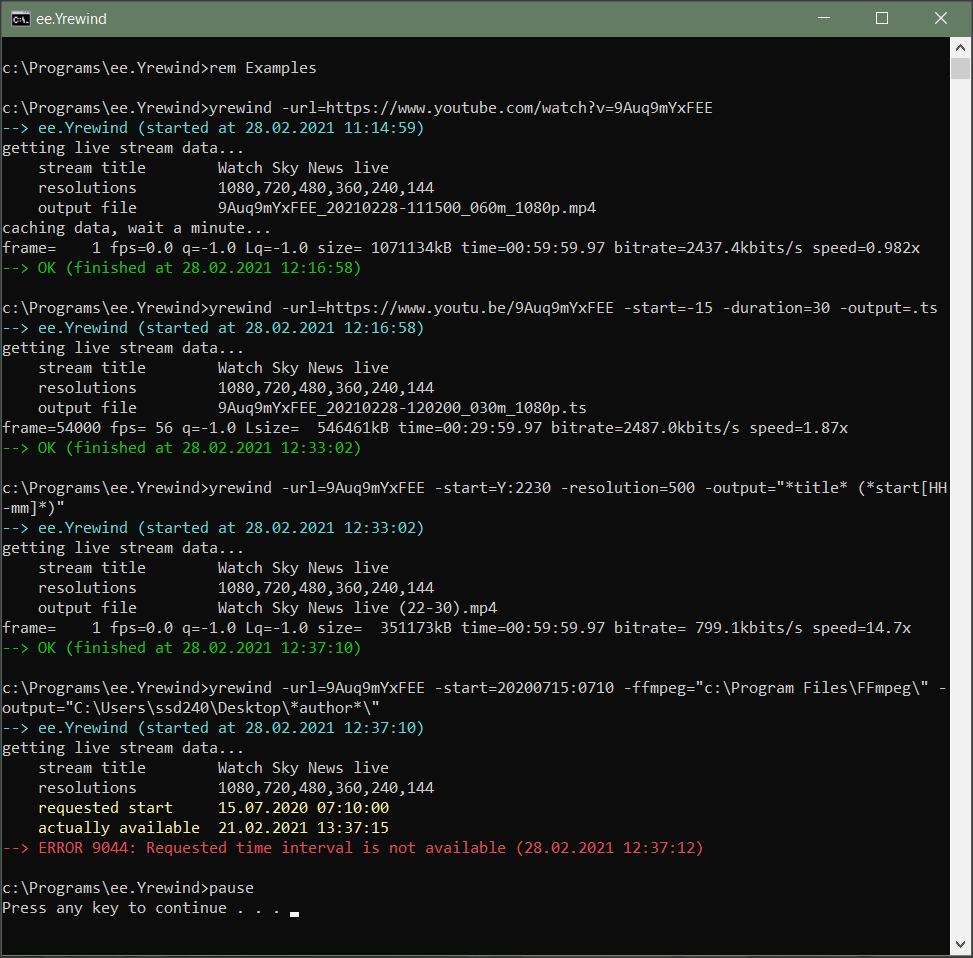 ee.Yrewind
c:\Programs\ee.Yrewind>rem Examples
c:\Programs\ee.Yrewind>yrewind -url=https://www.youtube.com/watch?v=9Auq9mYxFEE
--> ee.Yrewind (started at 28.02.2021 11:14:59)
getting live stream data...
    stream title        Watch Sky News live
    resolutions         1080,720,480,360,240,144
    output file         9Auq9mYxFEE_20210228-111500_060m_1080p.mp4
caching data, wait a minute...
frame=    1 fps=0.0 q=-1.0 Lq=-1.0 size= 1071134kB time=00:59:59.97 bitrate=2437.4kbits/s speed=0.982x
--> OK (finished at 28.02.2021 12:16:58)
c:\Programs\ee.Yrewind>yrewind -url=https://www.youtu.be/9Auq9mYxFEE -start=-15 -duration=30 -output=.ts
--> ee.Yrewind (started at 28.02.2021 12:16:58)
getting live stream data...
    stream title        Watch Sky News live
    resolutions         1080,720,480,360,240,144
    output file         9Auq9mYxFEE_20210228-120200_030m_1080p.ts
frame=54000 fps= 56 q=-1.0 Lsize=  546461kB time=00:29:59.97 bitrate=2487.0kbits/s speed=1.87x
--> OK (finished at 28.02.2021 12:33:02)
c:\Programs\ee.Yrewind>yrewind -url=9Auq9mYxFEE -start=Y:2230 -resolution=500 -output="*title* (*start[HH
-mm]*)"
--> ee.Yrewind (started at 28.02.2021 12:33:02)
getting live stream data...
    stream title        Watch Sky News live
    resolutions         1080,720,480,360,240,144
    output file         Watch Sky News live (22-30).mp4
frame=    1 fps=0.0 q=-1.0 Lq=-1.0 size=  351173kB time=00:59:59.97 bitrate= 799.1kbits/s speed=14.7x
--> OK (finished at 28.02.2021 12:37:10)
c:\Programs\ee.Yrewind>yrewind -url=9Auq9mYxFEE -start=20200715:0710 -ffmpeg="c:\Program Files\FFmpeg\" -
output="C:\Users\ssd240\Desktop\*author*\"
--> ee.Yrewind (started at 28.02.2021 12:37:10)
getting live stream data...
    stream title        Watch Sky News live
    resolutions         1080,720,480,360,240,144
    requested start     15.07.2020 07:10:00
    actually available  21.02.2021 13:37:15
--> ERROR 9044: Requested time interval is not available (28.02.2021 12:37:12)
c:\Programs\ee.Yrewind>pause
Press any key to continue . . .